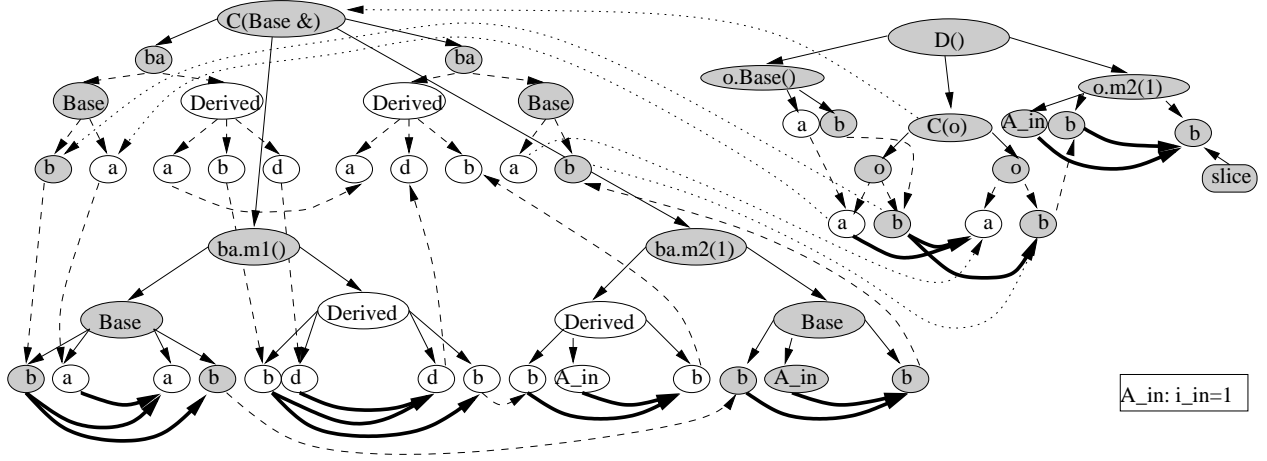 C(Base &)
D()
ba
ba
o.Base()
o.m2(1)
Base
Derived
Derived
Base
a
b
C(o)
A_in
b
b
b
a
a
b
d
a
d
b
a
b
o
o
slice
a
b
a
b
ba.m1()
ba.m2(1)
Base
Derived
Derived
Base
b
a
a
b
b
d
d
b
b
A_in
b
b
A_in
b
A_in: i_in=1